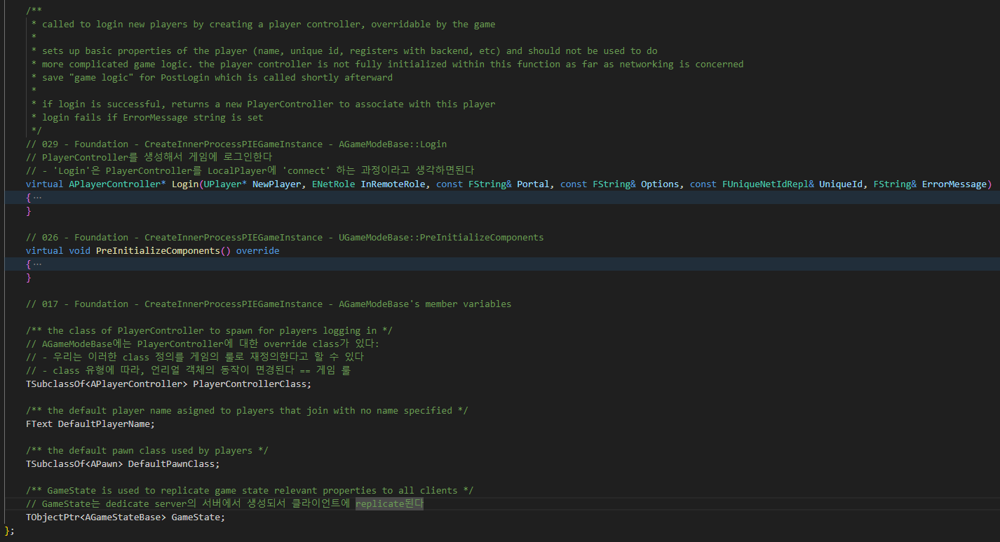 /**
* called to login new players by creating a player controller, overridable by the game
*
* sets up basic properties of the player (name, unique id, registers with backend, etc) and should not be used to do
* more complicated game logic. the player controller is not fully initialized within this function as far as networking is concerned
* save "game logic" for PostLogin which is called shortly afterward
*
* if login is successful, returns a new PlayerController to associate with this player
* login fails if ErrorMessage string is set
*/
// 029 - Foundation - CreateInnerProcessPIEGameInstance - AGameModeBase::Login
// PlayerController를 생성해서 게임에 로그인한다
// - 'Login'은 PlayerController를 LocalPlayer에 'connect' 하는 과정이라고 생각하면된다
virtual APlayerController* Login(UPlayer* NewPlayer, ENetRole InRemoteRole, const FString& Portal, const FString& Options, const FUniqueNetIdRepl& UniqueId, FString& ErrorMessage)
{ ...
}
// 026 - Foundation - CreateInnerProcessPIEGameInstance - UGameModeBase::PreInitializeComponents
virtual void PreInitializeComponents() override
{ ...
}
// 017 - Foundation - CreateInnerProcessPIEGameInstance - AGameModeBase's member variables
/** the class of PlayerController to spawn for players logging in */
// AGameModeBase에는 PlayerController에 대한 override class가 있다:
// - 우리는 이러한 class 정의를 게임의 룰로 재정의한다고 할 수 있다
// - class 유형에 따라, 언리얼 객체의 동작이 면경된다 == 게임 룰
TSubclassOf<APlayerController> PlayerControllerClass;
/** the default player name asigned to players that join with no name specified */
FText DefaultPlayerName;
/** the default pawn class used by players */
TSubclassOf<APawn> DefaultPawnClass;
/** GameState is used to replicate game state relevant properties to all clients */
// GameState는 dedicate server의 서버에서 생성되서 클라이언트에 replicate된다
TObjectPtr<AGameStateBase> GameState;
};